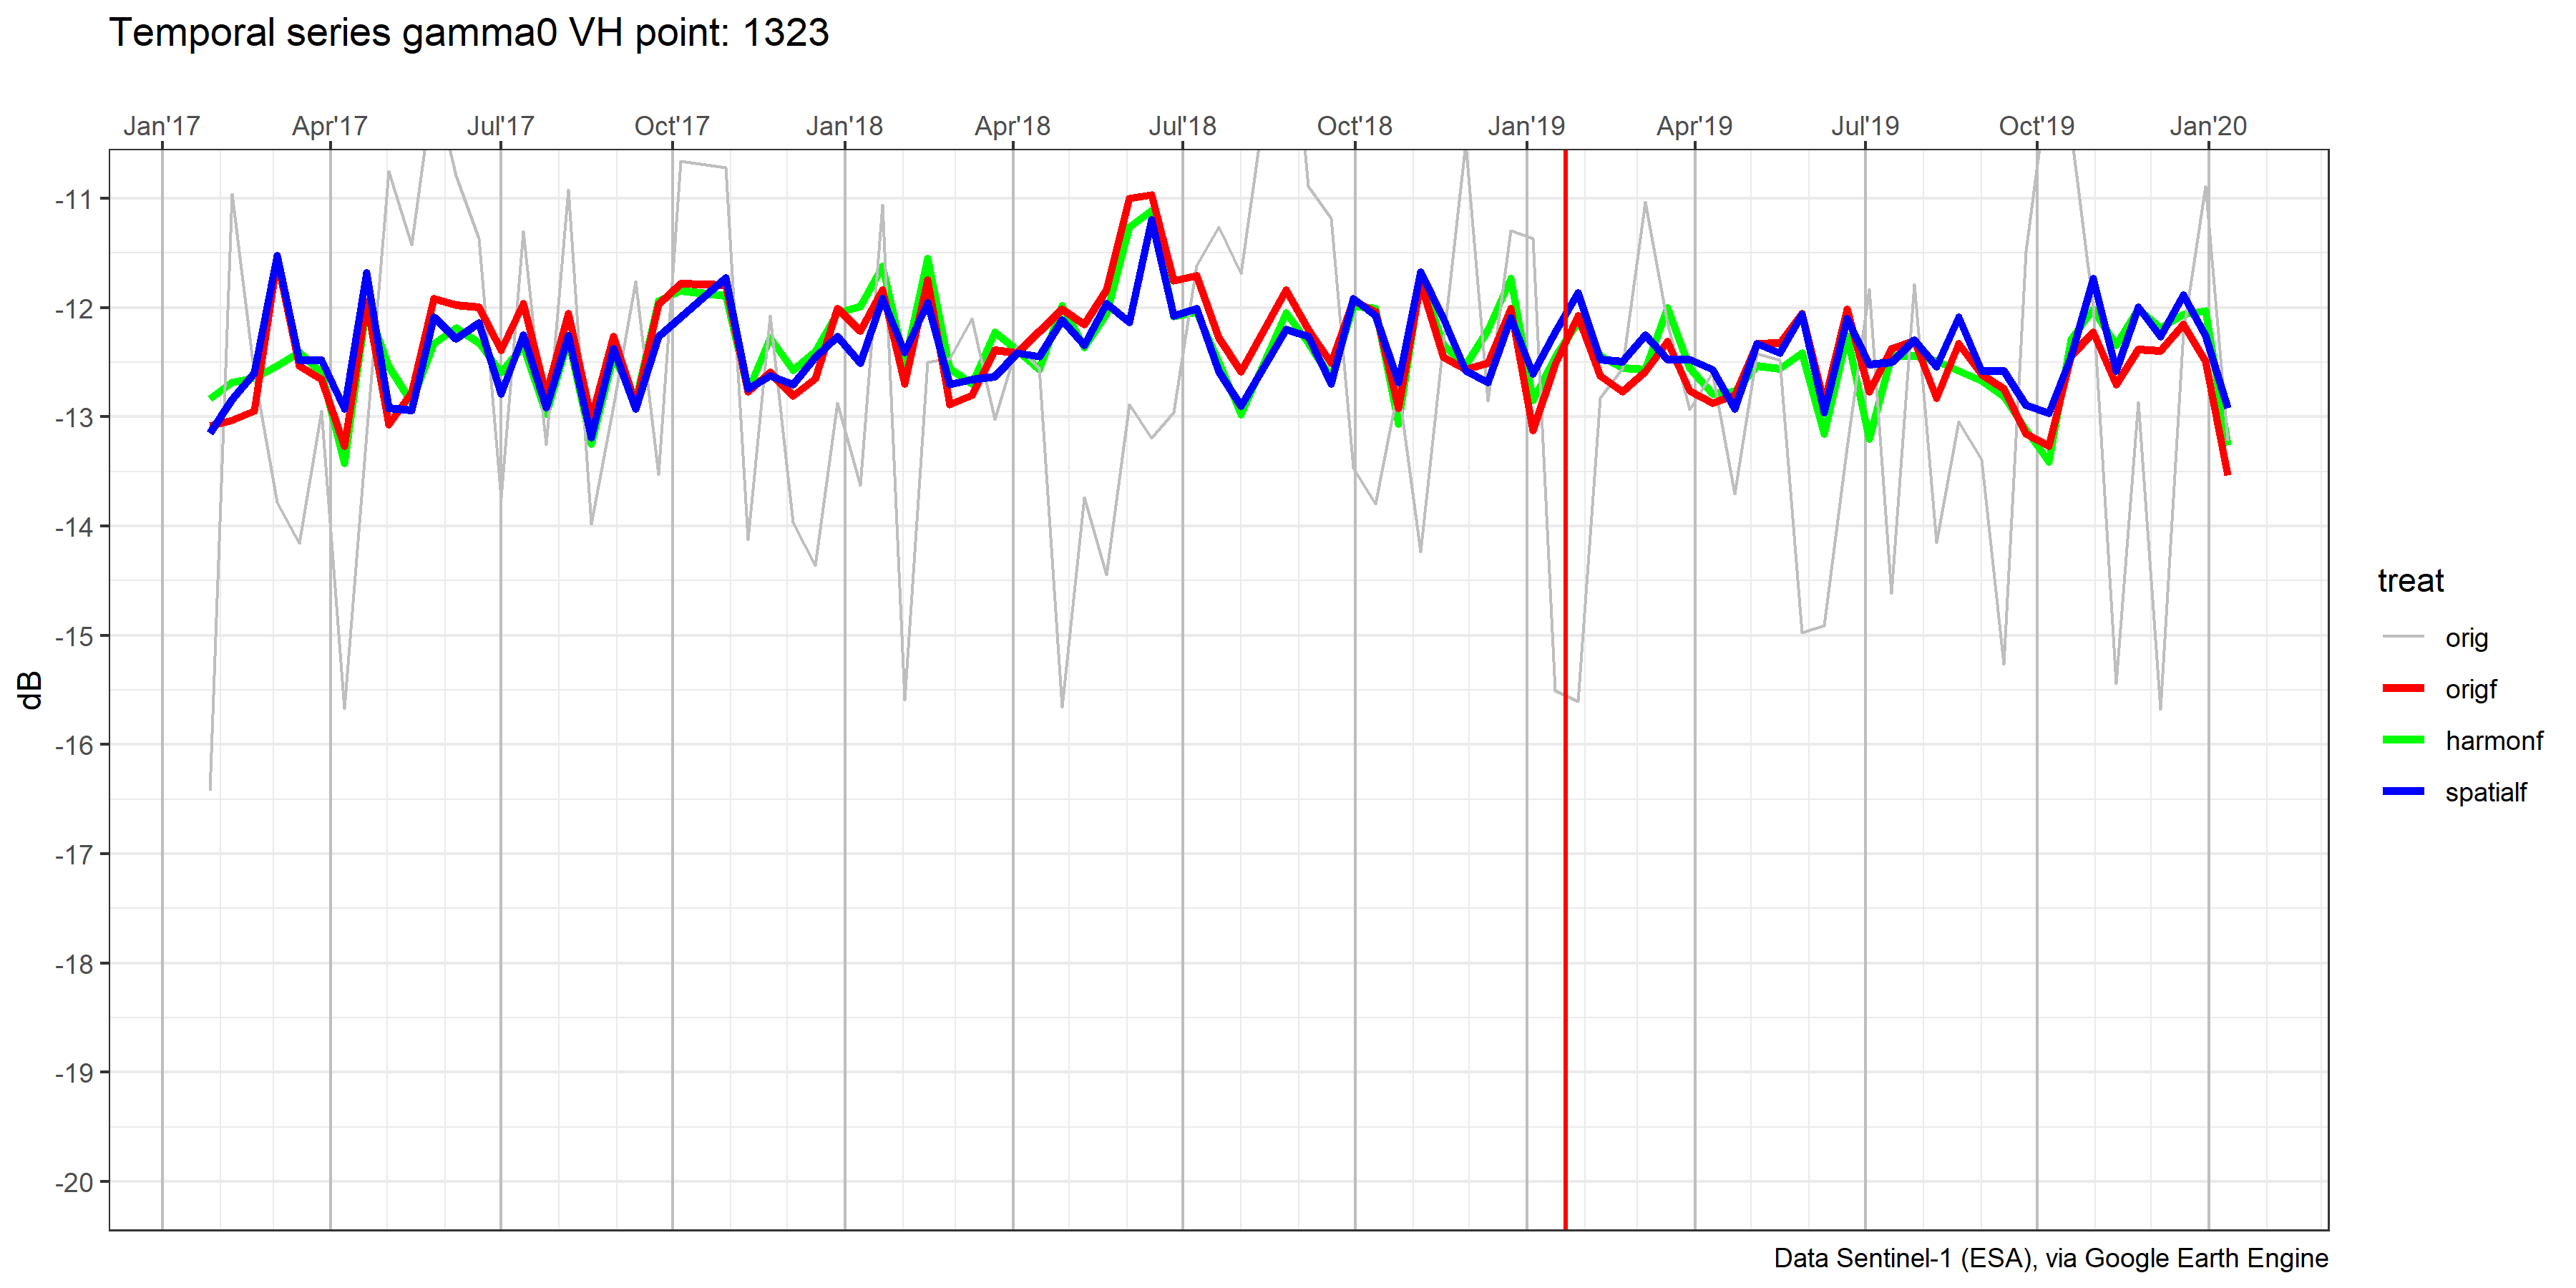 Temporal series gamma0 VH point: 1323
Jan'17 Apr'17 Jul'17 Oct'17 Jan'18 Apr'18 Jul'18 Oct'18 Jan'19 Apr'19 Jul'19 Oct'19 Jan'20
-11
-12
-13
-14
-15
-16
-17
-18
-19
-20
dB
treat
orig
origf
harmonf
spatialf
Data Sentinel-1 (ESA), via Google Earth Engine